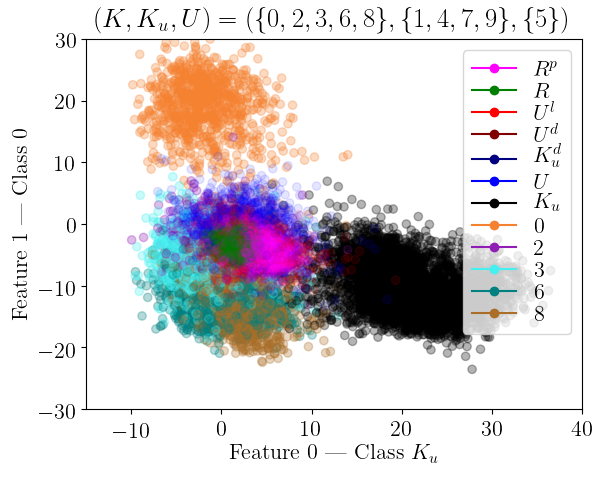 (K, K_u, U) = ({0, 2, 3, 6, 8}, {1, 4, 7, 9}, {5})
30
20
10
0
−10
−20
−30
Feature 1 — Class 0
−10
0
10
20
30
40
Feature 0 — Class K_u
R^p
R
U^l
U^d
K_u^d
U
K_u
0
2
3
6
8